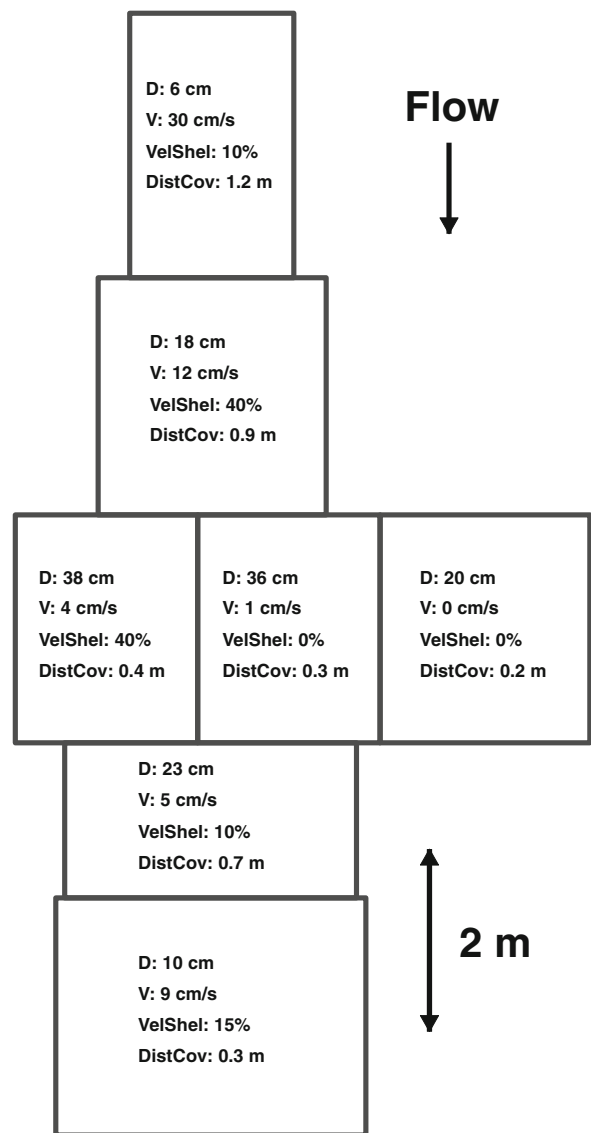 D: 6 cm
V: 30 cm/s
VelShel: 10%
DistCov: 1.2 m
Flow
D: 18 cm
V: 12 cm/s
VelShel: 40%
DistCov: 0.9 m
D: 38 cm
V: 4 cm/s
VelShel: 40%
DistCov: 0.4 m
D: 36 cm
V: 1 cm/s
VelShel: 0%
DistCov: 0.3 m
D: 20 cm
V: 0 cm/s
VelShel: 0%
DistCov: 0.2 m
D: 23 cm
V: 5 cm/s
VelShel: 10%
DistCov: 0.7 m
2 m
D: 10 cm
V: 9 cm/s
VelShel: 15%
DistCov: 0.3 m